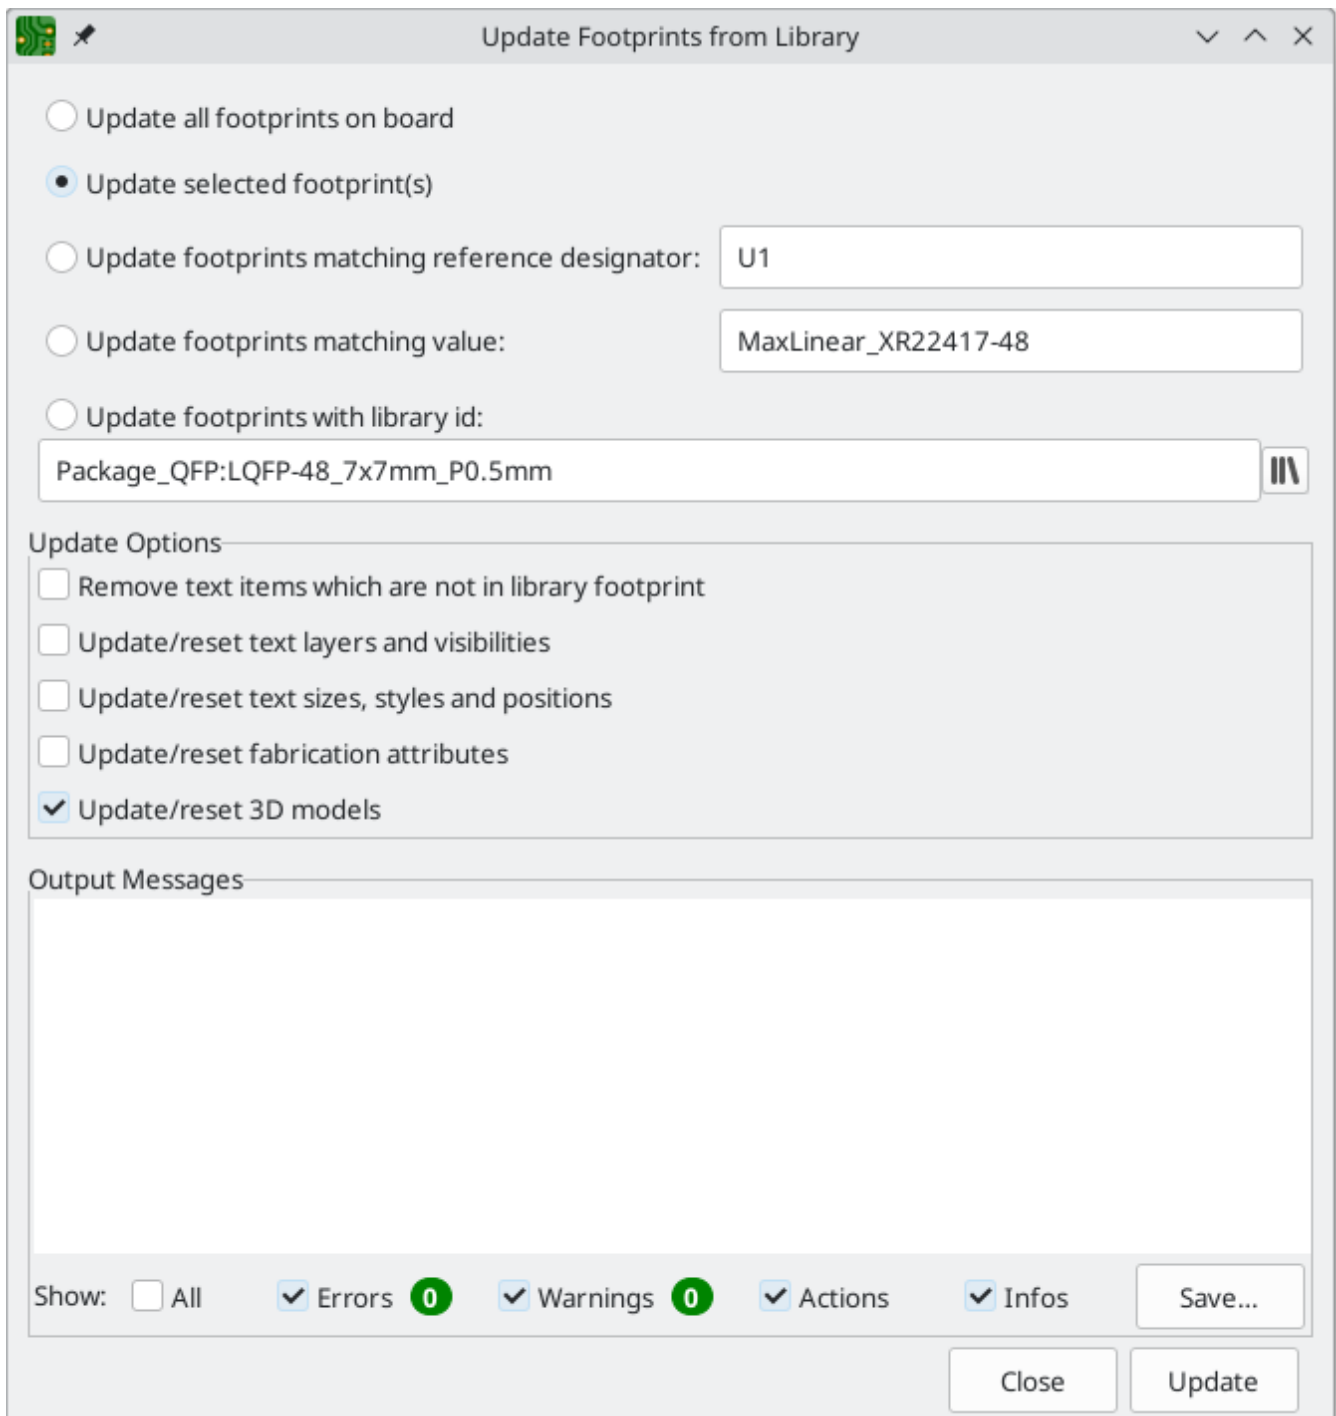 Update Footprints from Library
Update all footprints on board
Update selected footprint(s)
Update footprints matching reference designator: U1
Update footprints matching value: MaxLinear_XR22417-48
Update footprints with library id:
Package_QFP:LQFP-48_7x7mm_P0.5mm
Update Options
Remove text items which are not in library footprint
Update/reset text layers and visibilities
Update/reset text sizes, styles and positions
Update/reset fabrication attributes
Update/reset 3D models
Output Messages
Show: All Errors 0 Warnings 0 Actions Infos Save...
Close Update